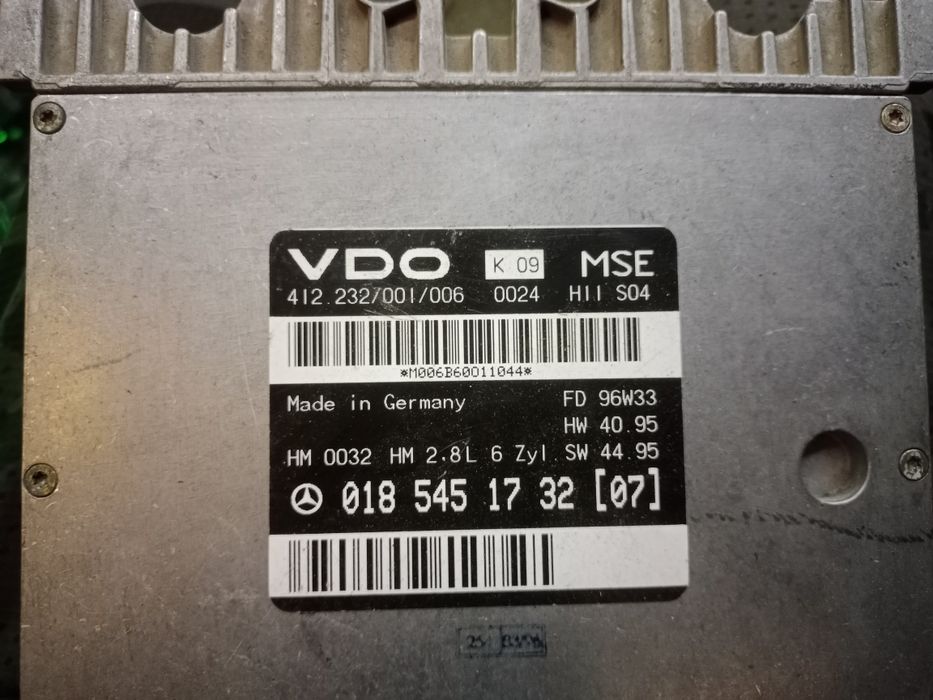 VDO K 09 MSE
412.232/001/006 0024 H11 S04
*M006B60011044*
Made in Germany FD 96W33
HW 40.95
HM 0032 HM 2.8L 6 Zyl. SW 44.95
018 545 17 32 [07]